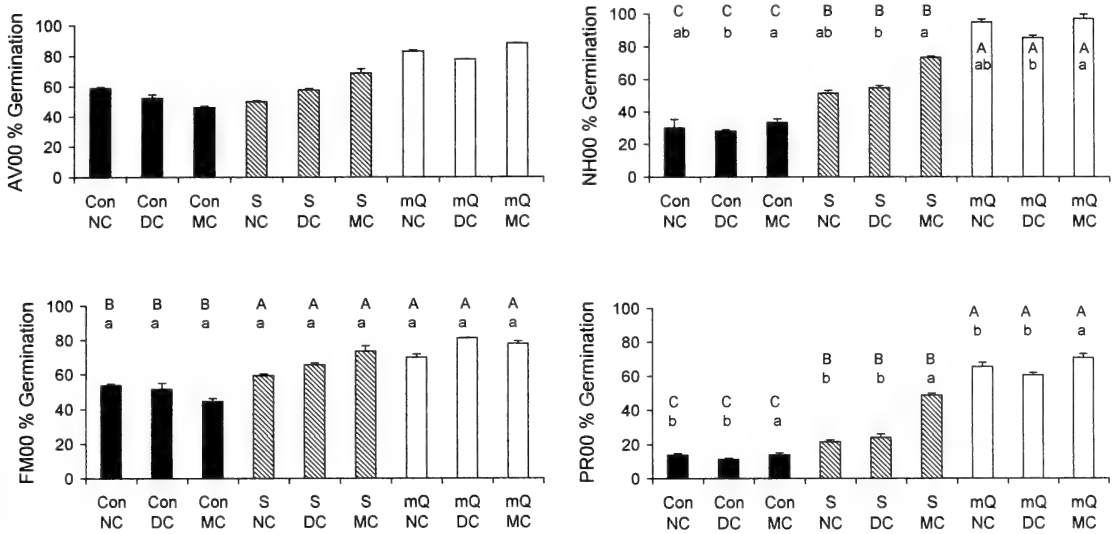 AV00 % Germination
100
80
60
40
20
0
Con Con Con S S S mQ mQ mQ
NC DC MC NC DC MC NC DC MC
NH00 % Germination
100
80
60
40
20
0
C C C B B B A A A
ab b a ab b a ab b a
Con Con Con S S S mQ mQ mQ
NC DC MC NC DC MC NC DC MC
FM00 % Germination
100
80
60
40
20
0
B B B A A A A A A
a a a a a a a a a
Con Con Con S S S mQ mQ mQ
NC DC MC NC DC MC NC DC MC
PR00 % Germination
100
80
60
40
20
0
C C C B B B A A A
b b a b b a b b a
Con Con Con S S S mQ mQ mQ
NC DC MC NC DC MC NC DC MC